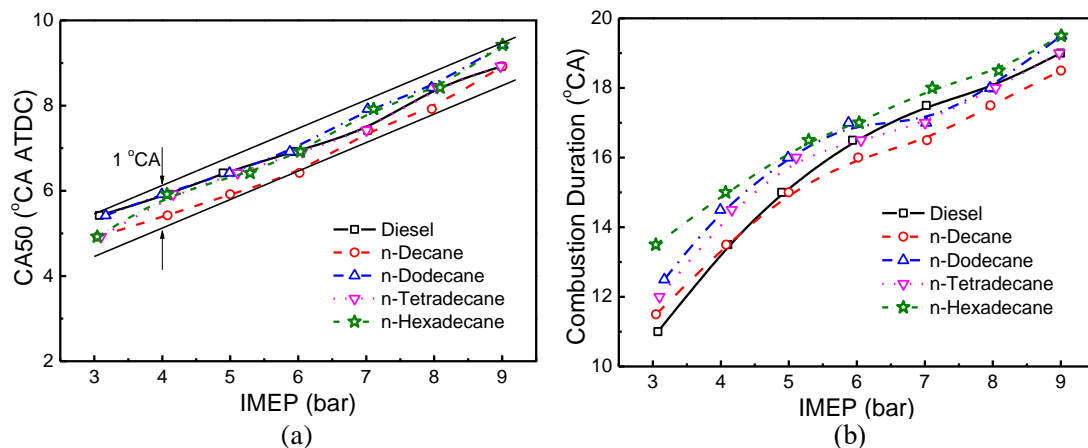 (a)
10
8
6
4
2
CA50 (°CA ATDC)
1 °CA
Diesel
n-Decane
n-Dodecane
n-Tetradecane
n-Hexadecane
3 4 5 6 7 8 9
IMEP (bar)
(a)
(b)
20
18
16
14
12
10
Combustion Duration (°CA)
Diesel
n-Decane
n-Dodecane
n-Tetradecane
n-Hexadecane
3 4 5 6 7 8 9
IMEP (bar)
(b)